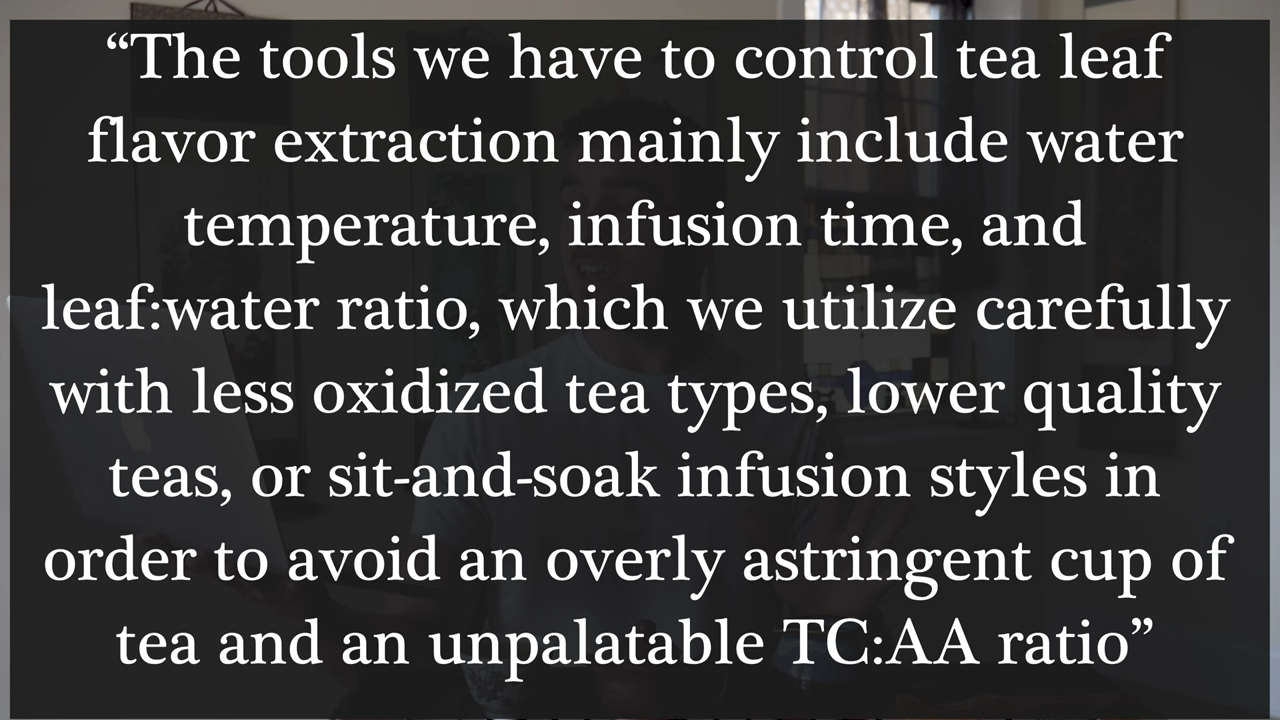 “The tools we have to control tea leaf
flavor extraction mainly include water
temperature, infusion time, and
leaf:water ratio, which we utilize carefully
with less oxidized tea types, lower quality
teas, or sit-and-soak infusion styles in
order to avoid an overly astringent cup of
tea and an unpalatable TC:AA ratio”